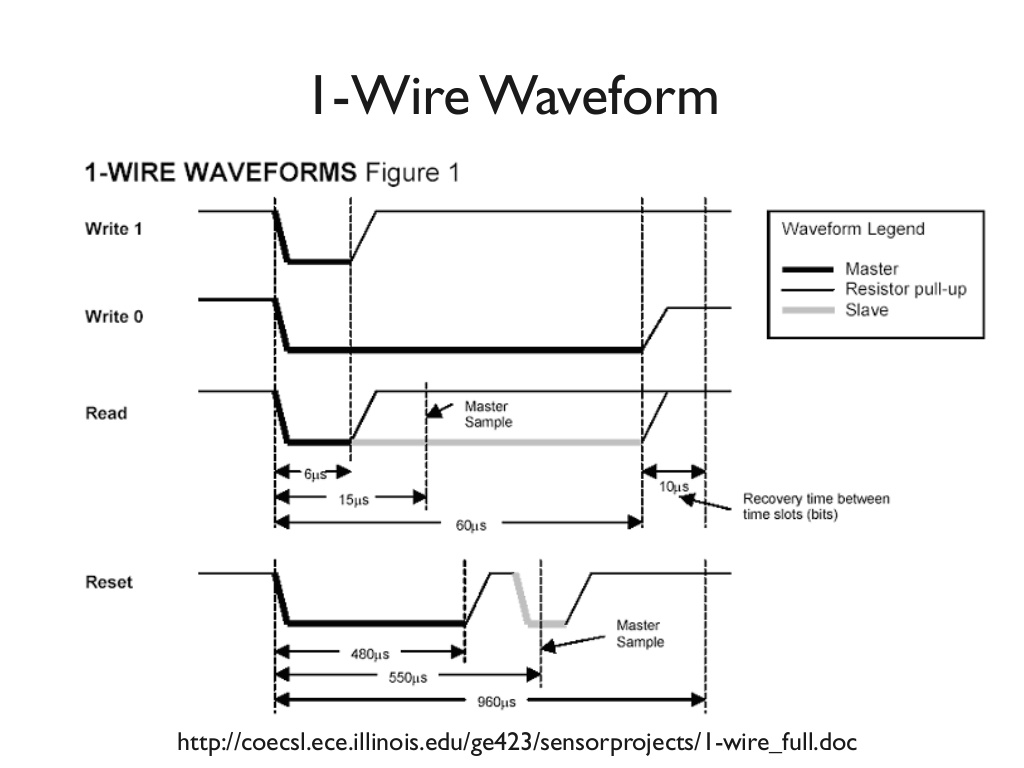 1-Wire Waveform
1-WIRE WAVEFORMS Figure 1
Write 1
Waveform Legend
Master
Resistor pull-up
Slave
Write 0
Read
Master
Sample
6µs
15µs
60µs
10µs
Recovery time between
time slots (bits)
Reset
Master
Sample
480µs
550µs
960µs
http://coecsl.ece.illinois.edu/ge423/sensorprojects/1-wire_full.doc